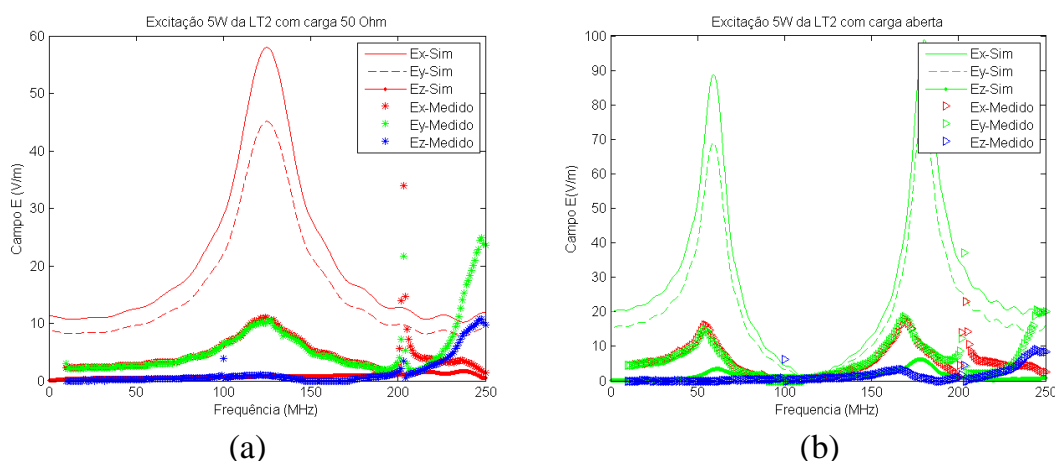 Excitação 5W da LT2 com carga 50 Ohm
60
50
40
30
20
10
0
Campo E (V/m)
0 50 100 150 200 250
Frequência (MHz)
Ex-Sim
Ey-Sim
Ez-Sim
Ex-Medido
Ey-Medido
Ez-Medido
(a)
Excitação 5W da LT2 com carga aberta
100
90
80
70
60
50
40
30
20
10
0
Campo E(V/m)
0 50 100 150 200 250
Frequencia (MHz)
Ex-Sim
Ey-Sim
Ez-Sim
Ex-Medido
Ey-Medido
Ez-Medido
(b)